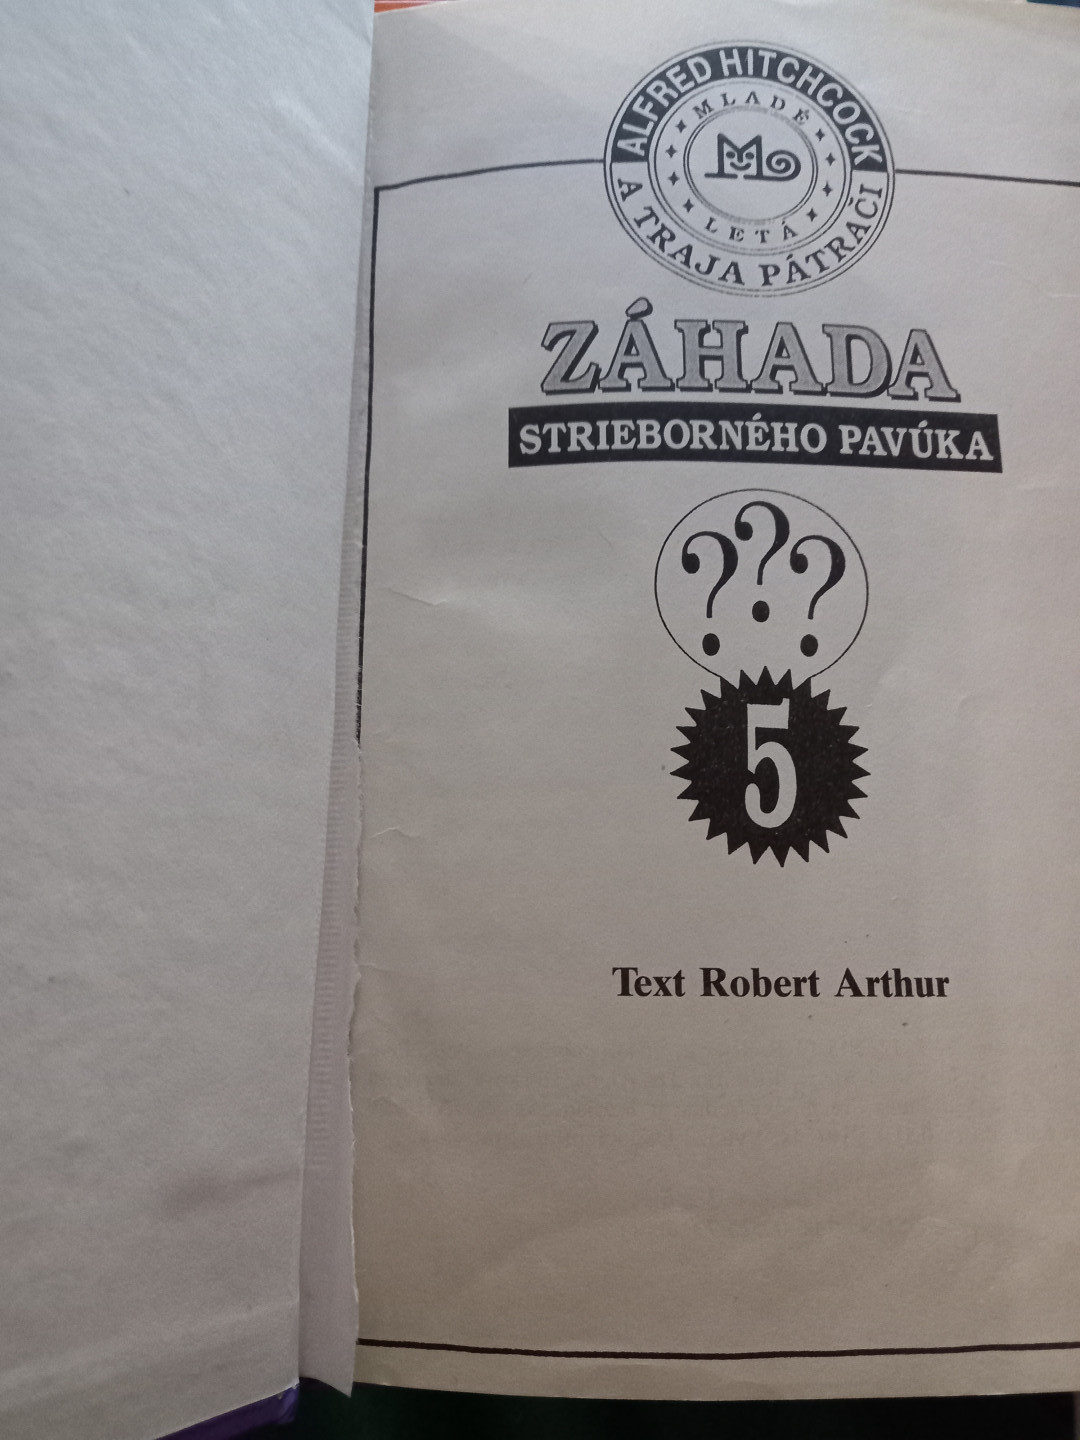 ALFRED HITCHCOCK
A TRAJA PÁTRAČI
MLADÉ
LETÁ
ZÁHADA
STRIEBORNÉHO PAVÚKA
???
5
Text Robert Arthur